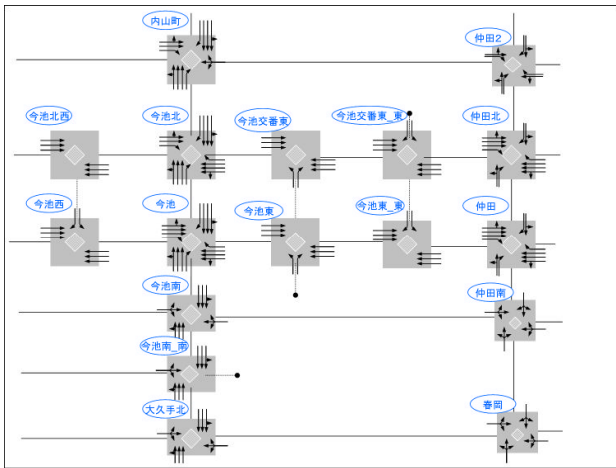 内山町
仲田2
今池北西
今池北
今池交番東
今池交番東_東
仲田北
今池西
今池
今池東
今池東_東
仲田
今池南
仲田南
今池南_南
大久手北
春岡